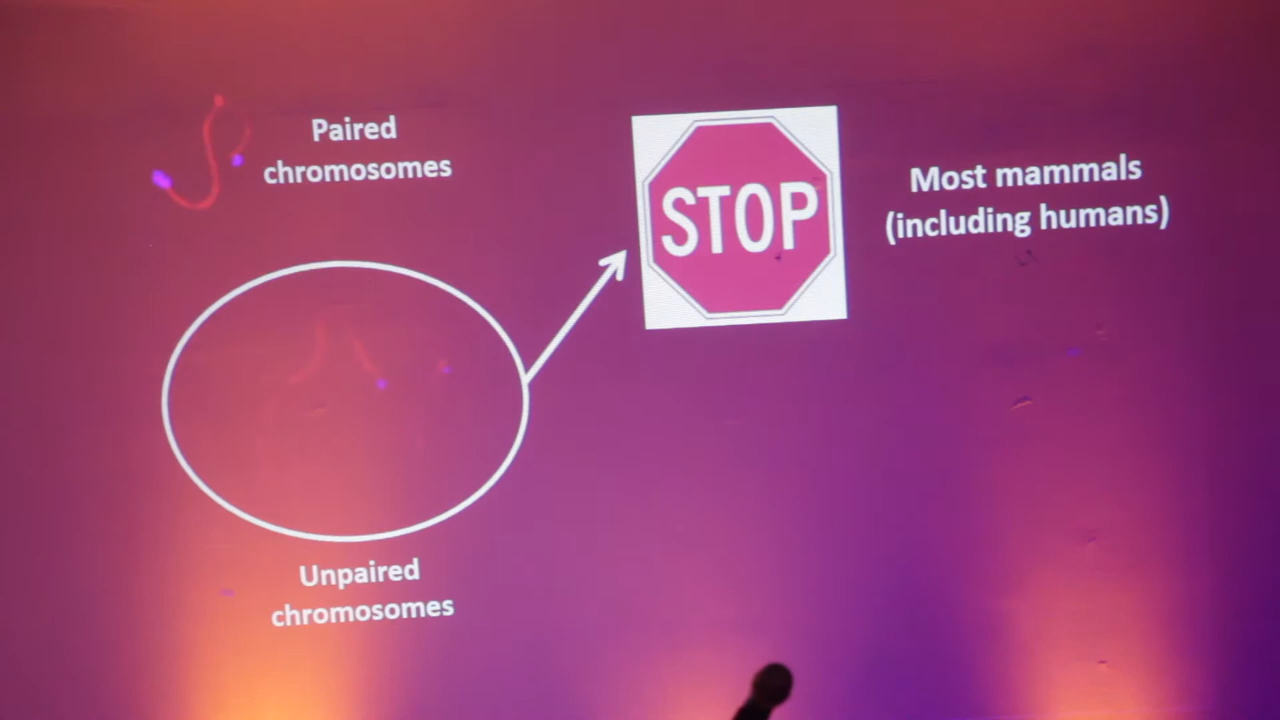 Paired
chromosomes
STOP
Most mammals
(including humans)
Unpaired
chromosomes